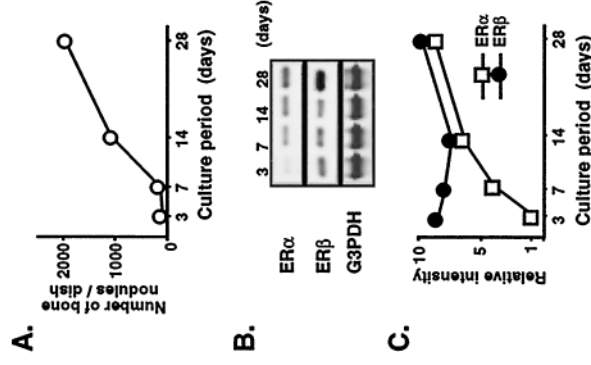 A.
Number of bone
nodules / dish
2000
1000
0
3 7 14 28
Culture period (days)
B.
3 7 14 28 (days)
ERα
ERβ
G3PDH
C.
Relative intensity
10
5
1
ERα
ERβ
3 7 14 28
Culture period (days)